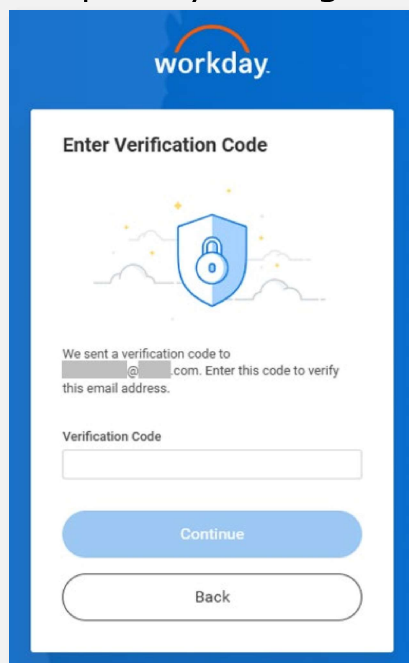 workday.
Enter Verification Code
We sent a verification code to
@ .com. Enter this code to verify
this email address.
Verification Code
Continue
Back